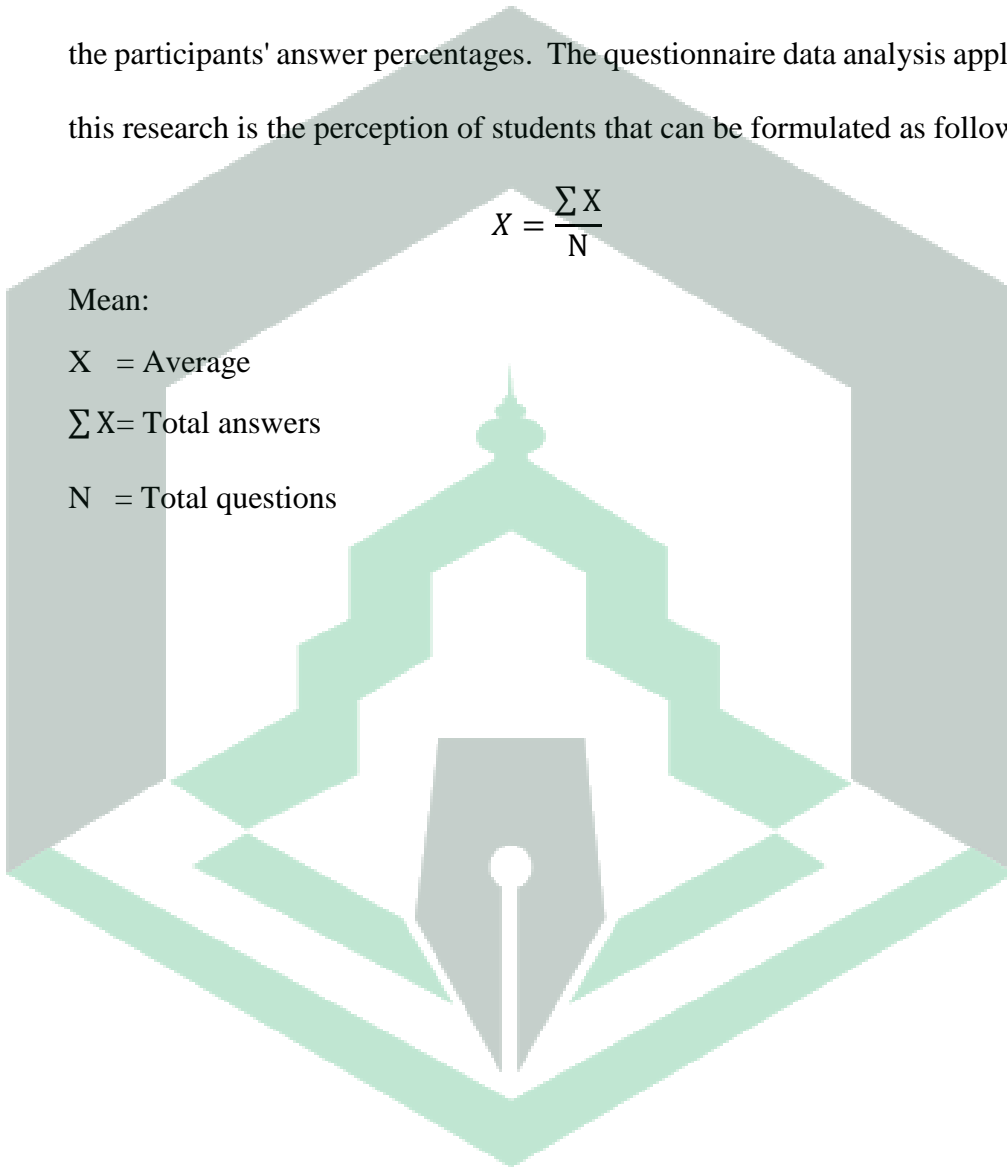 the participants' answer percentages. The questionnaire data analysis appl
this research is the perception of students that can be formulated as follow
X = ∑ X / N
Mean:
X = Average
∑ X= Total answers
N = Total questions